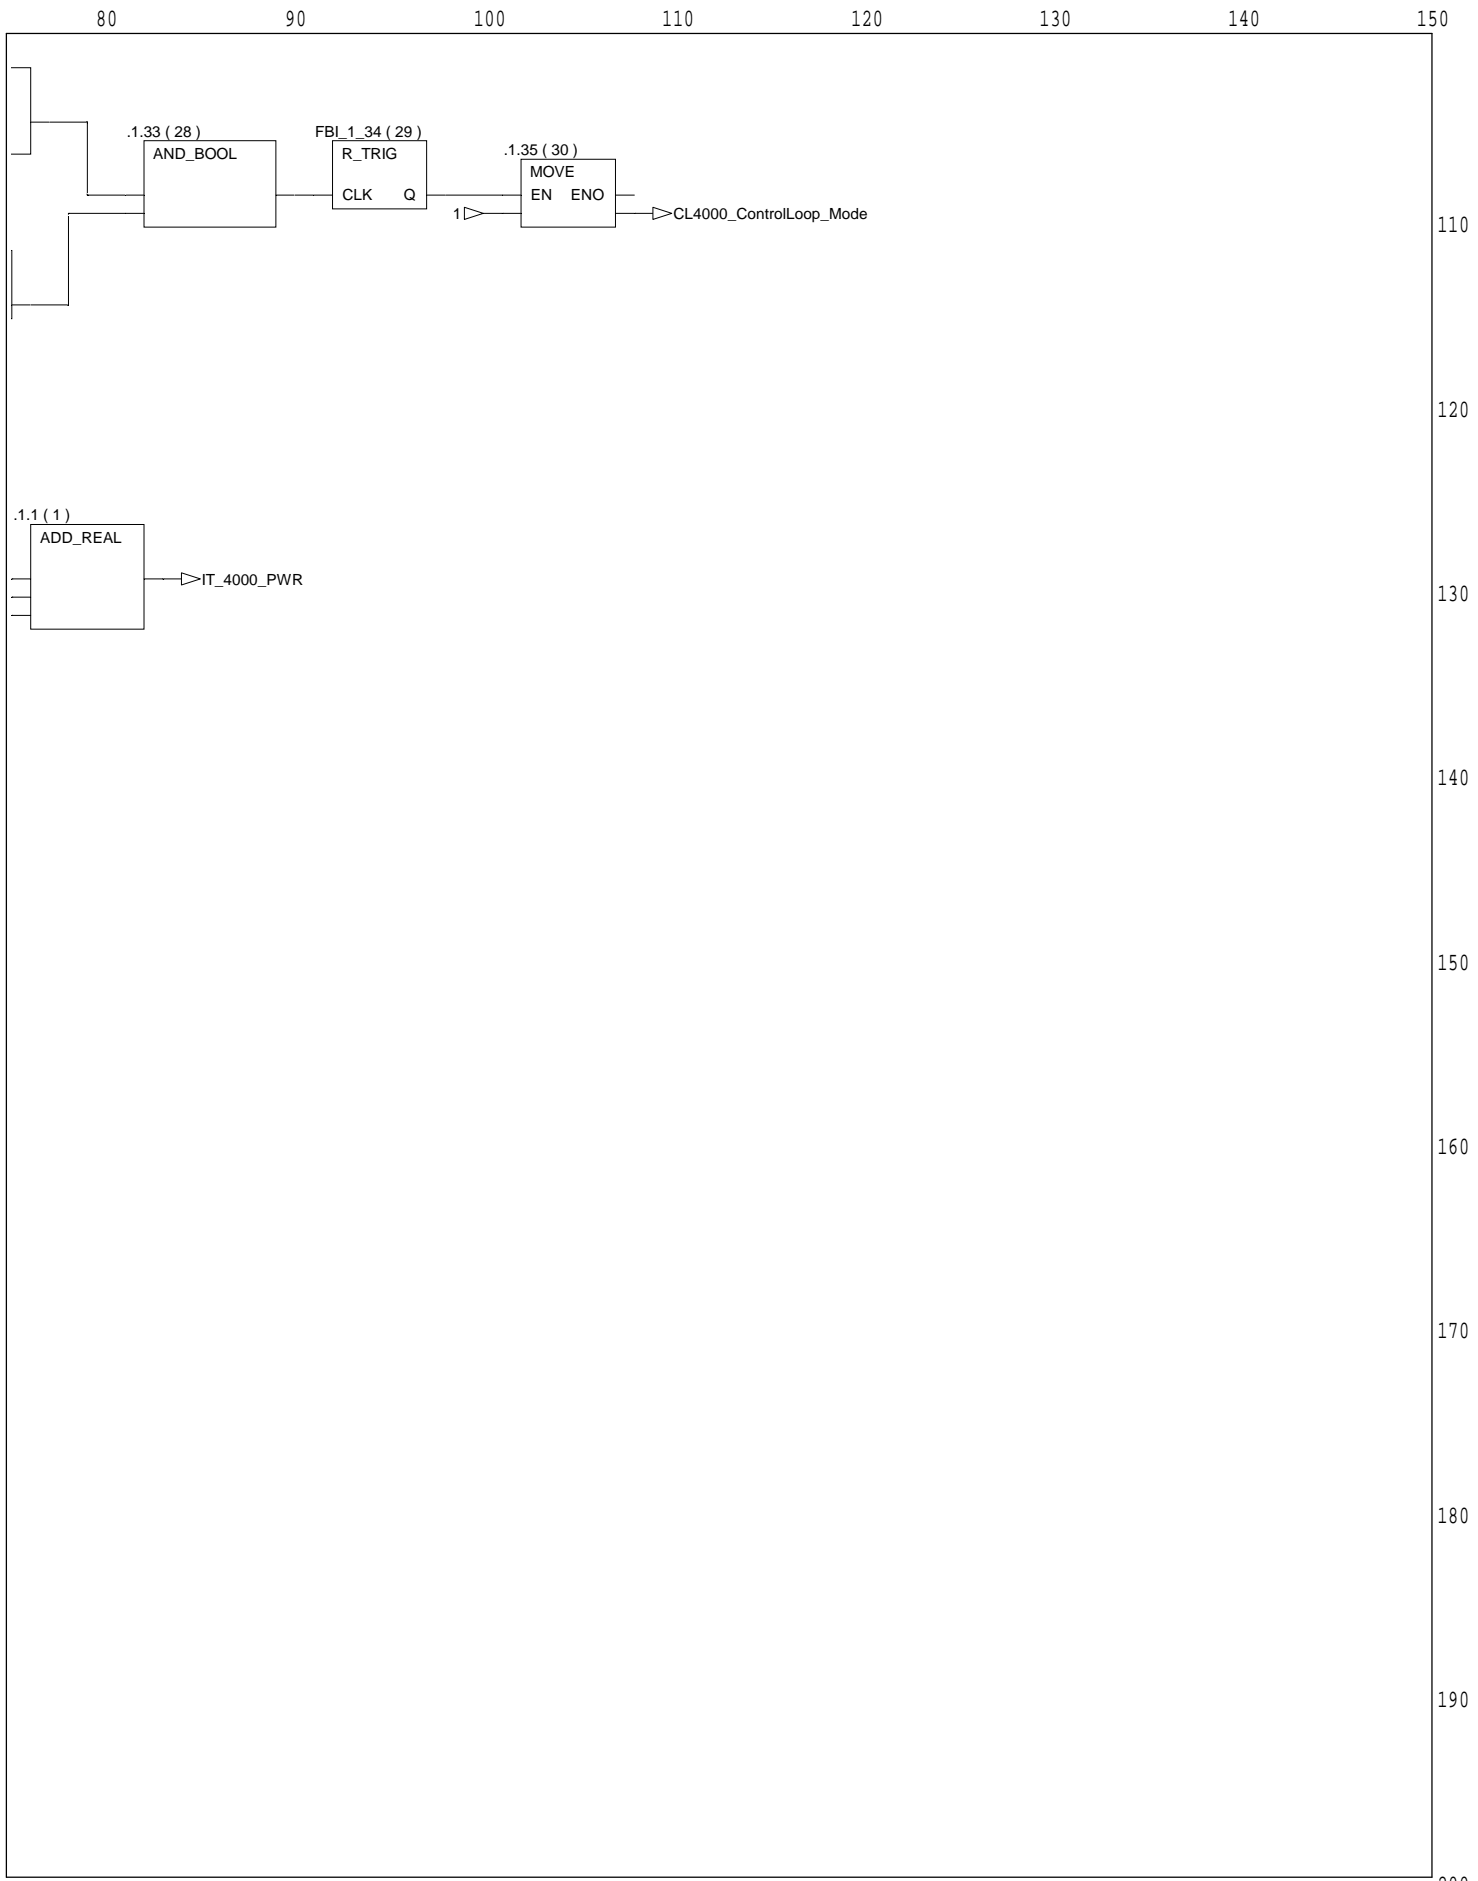 80 90 100 110 120 130 140 150
.1.33 ( 28 ) FBI_1_34 ( 29 )
.1.35 ( 30 )
AND_BOOL R_TRIG
MOVE
CLK Q EN ENO
1 CL4000_ControlLoop_Mode
110
120
.1.1 ( 1 )
ADD_REAL
IT_4000_PWR
130
140
150
160
170
180
190